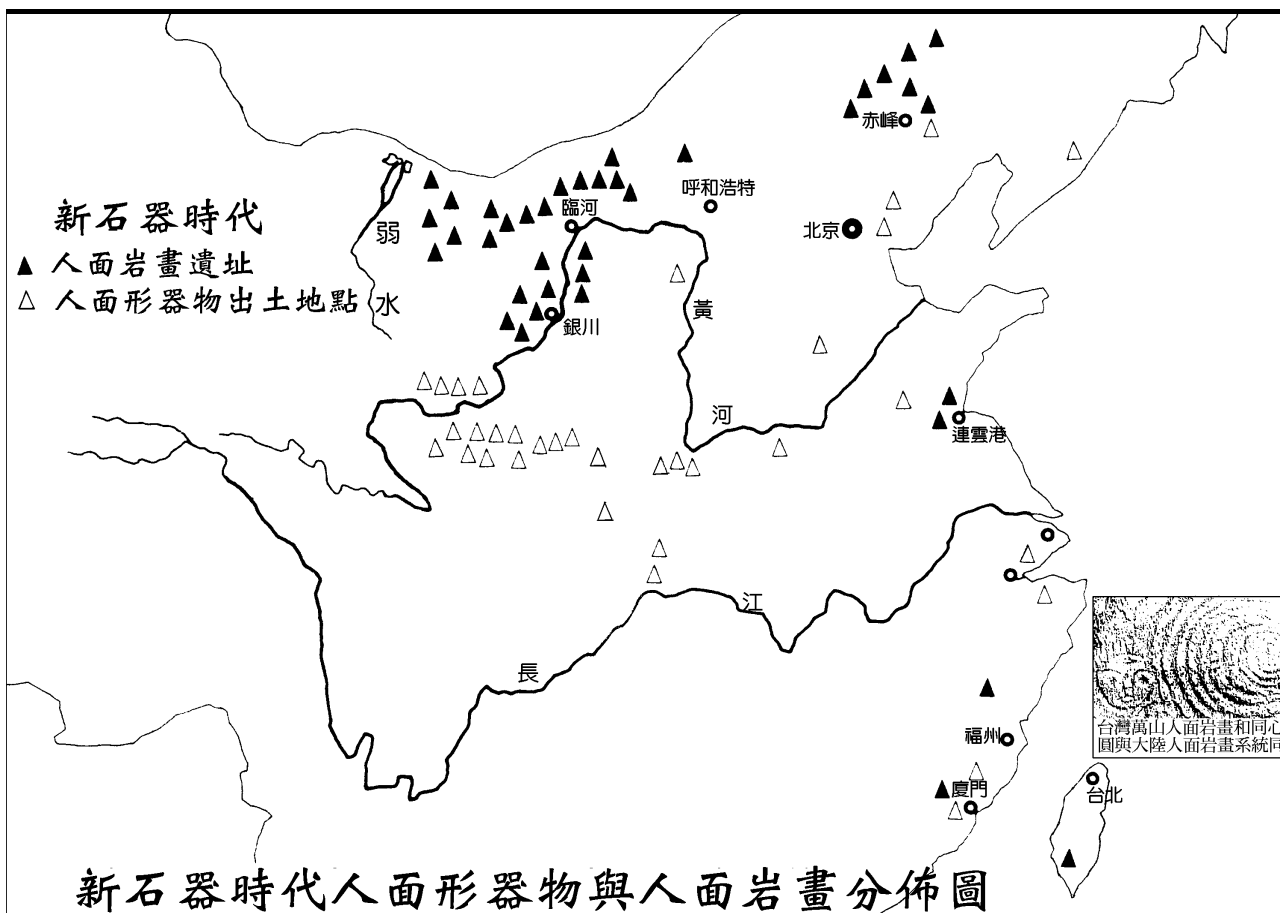 赤峰
呼和浩特
臨河
北京
新石器時代
▲ 人面岩畫遺址
△ 人面形器物出土地點
弱
水
銀川
黃
河
連雲港
江
長
台灣萬山人面岩畫和同心
圓與大陸人面岩畫系統同
福州
廈門
台北
新石器時代人面形器物與人面岩畫分佈圖